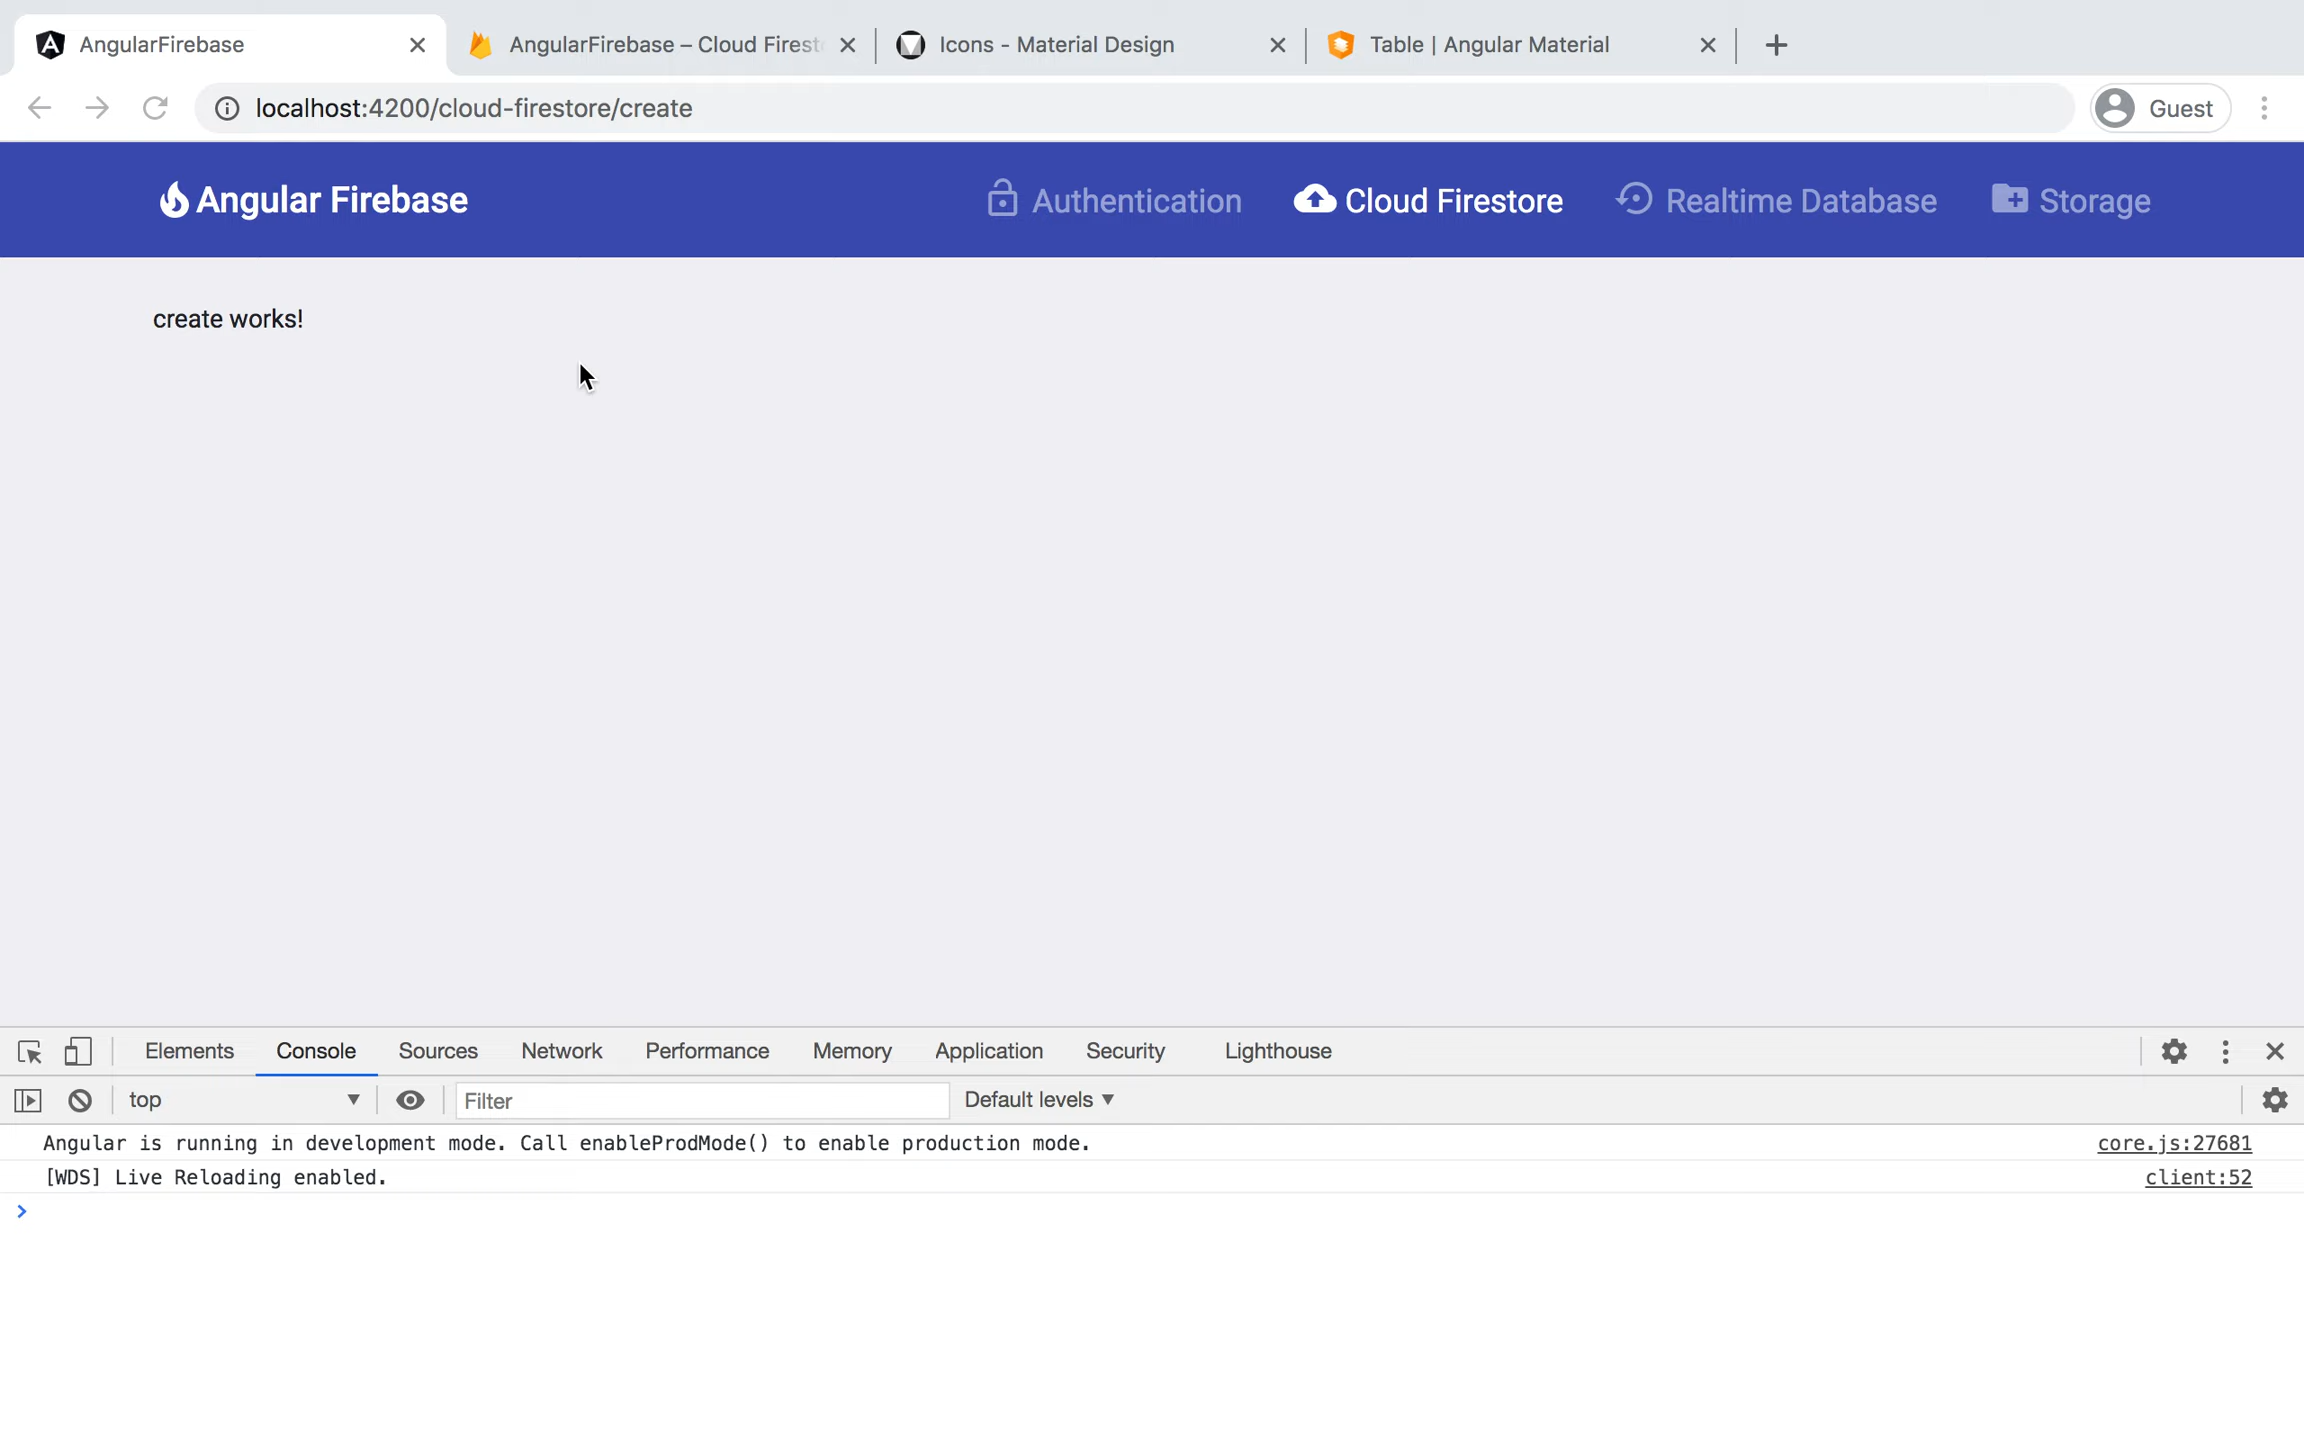 AngularFirebase
AngularFirebase – Cloud Firest
Icons - Material Design
Table | Angular Material
localhost:4200/cloud-firestore/create
Guest
Angular Firebase
Authentication
Cloud Firestore
Realtime Database
Storage
create works!
Elements
Console
Sources
Network
Performance
Memory
Application
Security
Lighthouse
top
Filter
Default levels
Angular is running in development mode. Call enableProdMode() to enable production mode.
core.js:27681
[WDS] Live Reloading enabled.
client:52